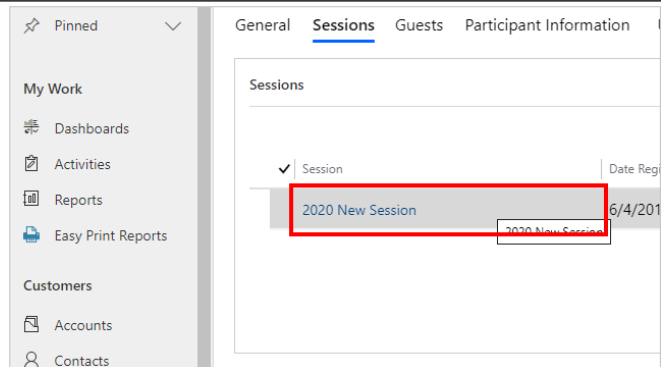 Pinned
General Sessions Guests Participant Information
My Work
Sessions
Dashboards
Activities
Session Date Regi
Reports
2020 New Session 6/4/201
Easy Print Reports
2020 New Session
Customers
Accounts
Contacts